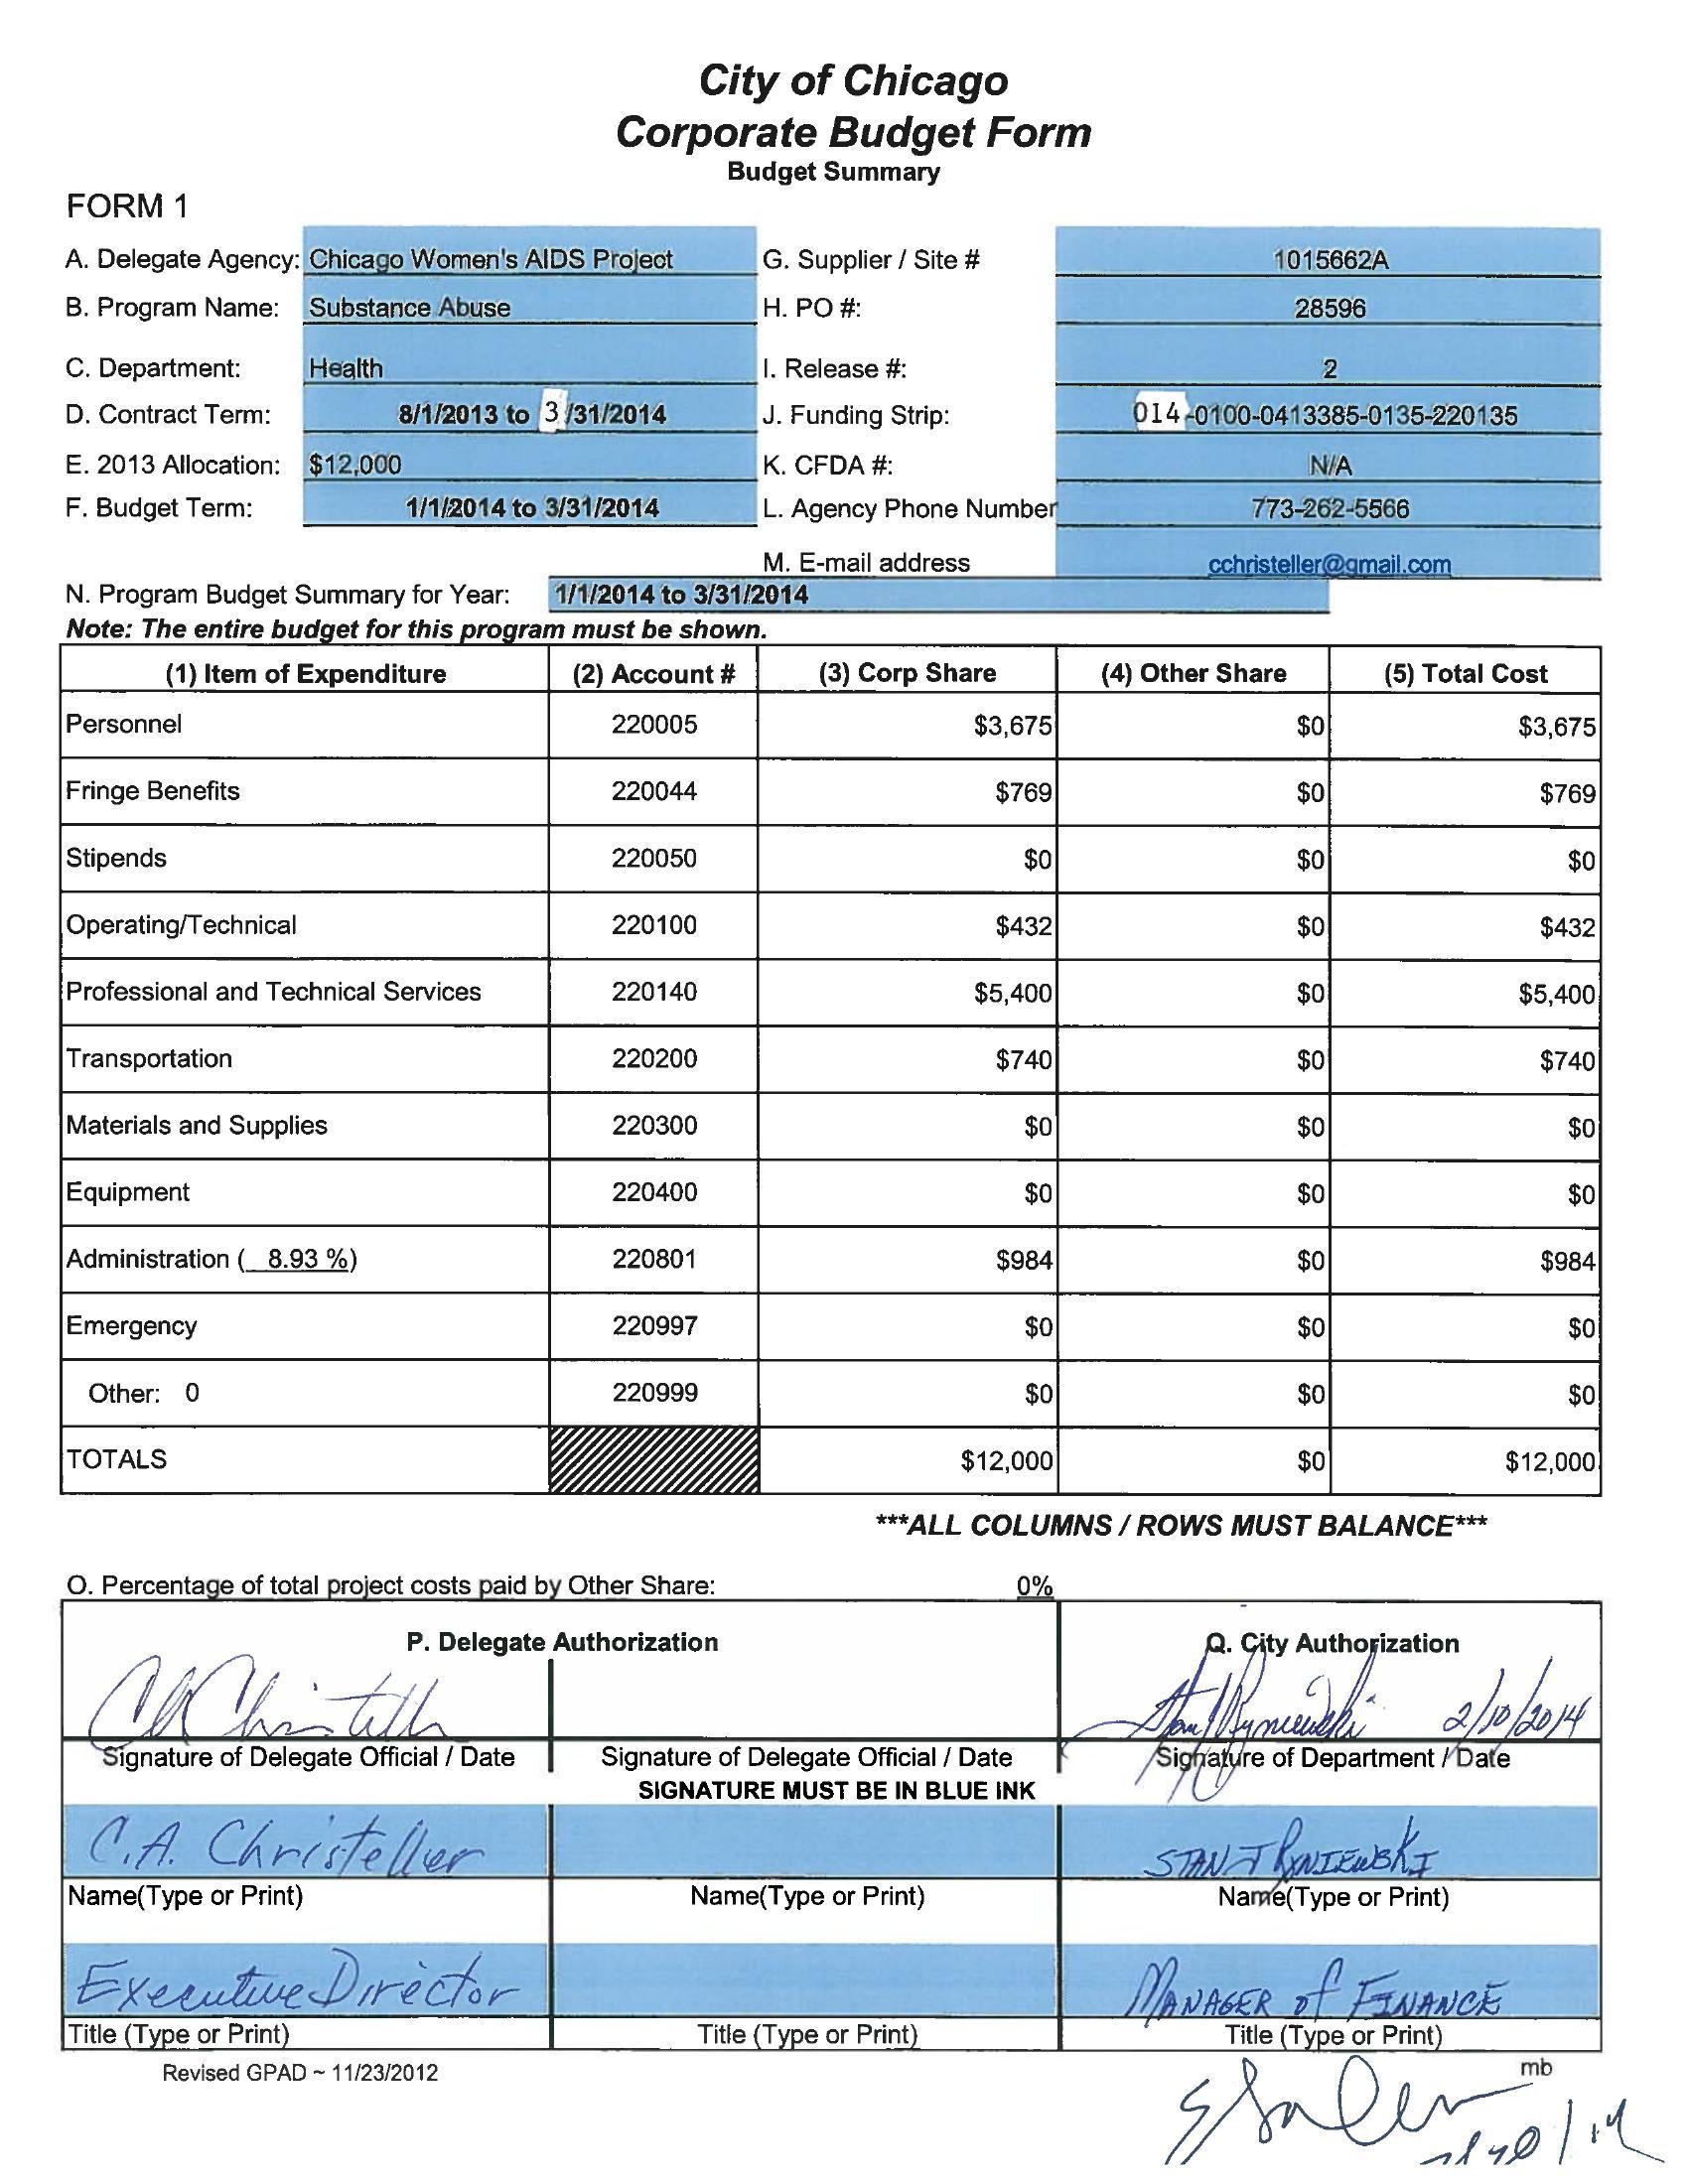 City of Chicago
Corporate Budget Form
Budget Summary
FORM 1
A. Delegate Agency: Chicago Women's AIDS Project G. Supplier / Site # 1015662A
B. Program Name: Substance Abuse H. PO #: 28596
C. Department: Health I. Release #: 2
D. Contract Term: 8/1/2013 to 3/31/2014 J. Funding Strip: 014-0100-0413385-0135-220135
E. 2013 Allocation: $12,000 K. CFDA #: N/A
F. Budget Term: 1/1/2014 to 3/31/2014 L. Agency Phone Number 773-262-5566
M. E-mail address cchristeller@gmail.com
N. Program Budget Summary for Year: 1/1/2014 to 3/31/2014
Note: The entire budget for this program must be shown.
(1) Item of Expenditure (2) Account # (3) Corp Share (4) Other Share (5) Total Cost
Personnel 220005 $3,675 $0 $3,675
Fringe Benefits 220044 $769 $0 $769
Stipends 220050 $0 $0 $0
Operating/Technical 220100 $432 $0 $432
Professional and Technical Services 220140 $5,400 $0 $5,400
Transportation 220200 $740 $0 $740
Materials and Supplies 220300 $0 $0 $0
Equipment 220400 $0 $0 $0
Administration ( 8.93 %) 220801 $984 $0 $984
Emergency 220997 $0 $0 $0
Other: 0 220999 $0 $0 $0
TOTALS $12,000 $0 $12,000
***ALL COLUMNS / ROWS MUST BALANCE***
O. Percentage of total project costs paid by Other Share: 0%
P. Delegate Authorization Q. City Authorization
2/10/2014
Signature of Delegate Official / Date Signature of Delegate Official / Date Signature of Department / Date
SIGNATURE MUST BE IN BLUE INK
C.A. Christeller STAN J RYNIEWSKI
Name(Type or Print) Name(Type or Print) Name(Type or Print)
Executive Director MANAGER of FINANCE
Title (Type or Print) Title (Type or Print) Title (Type or Print)
Revised GPAD ~ 11/23/2012 mb